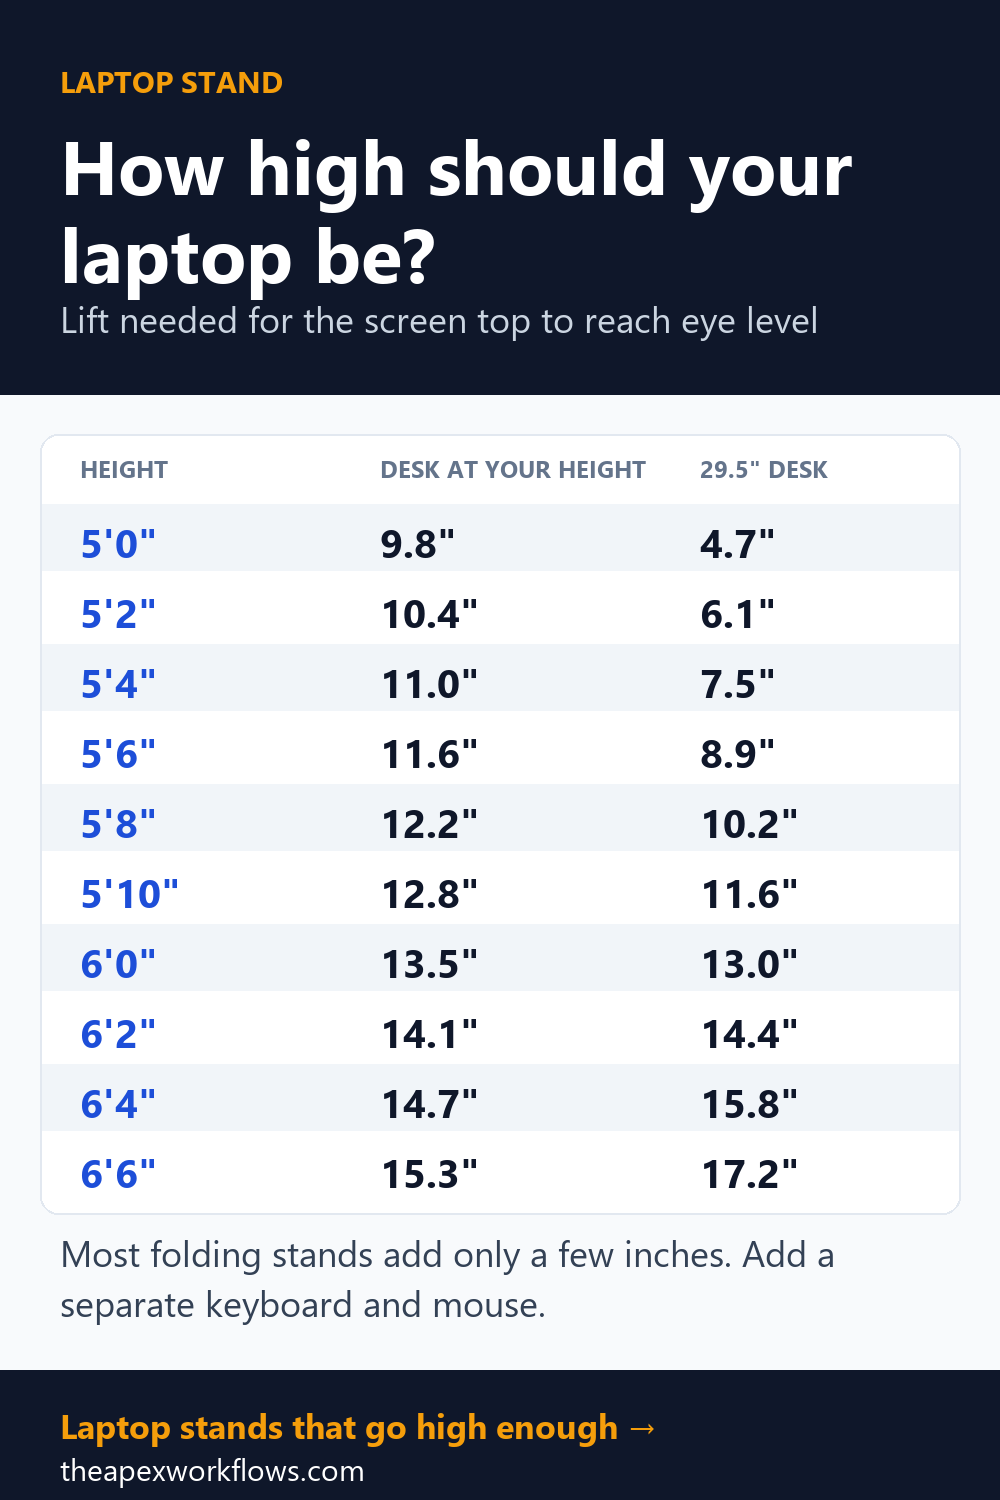 LAPTOP STAND
How high should your
laptop be?
Lift needed for the screen top to reach eye level
HEIGHT DESK AT YOUR HEIGHT 29.5" DESK
5'0" 9.8" 4.7"
5'2" 10.4" 6.1"
5'4" 11.0" 7.5"
5'6" 11.6" 8.9"
5'8" 12.2" 10.2"
5'10" 12.8" 11.6"
6'0" 13.5" 13.0"
6'2" 14.1" 14.4"
6'4" 14.7" 15.8"
6'6" 15.3" 17.2"
Most folding stands add only a few inches. Add a
separate keyboard and mouse.
Laptop stands that go high enough →
theapexworkflows.com